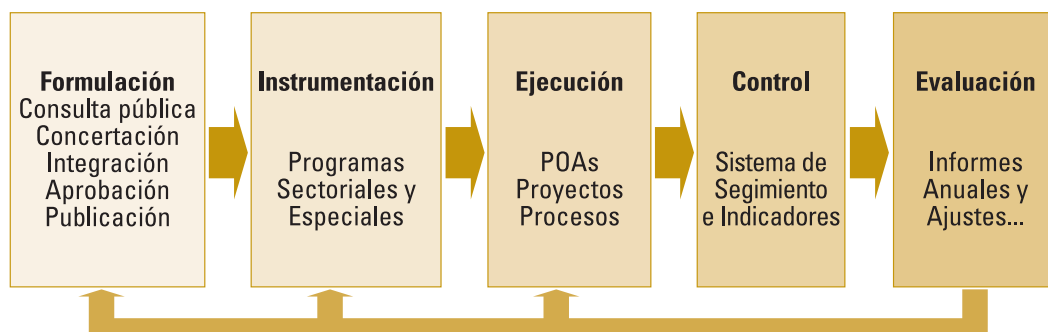 Formulación
Consulta pública
Concertación
Integración
Aprobación
Publicación
Instrumentación
Programas
Sectoriales y
Especiales
Ejecución
POAs
Proyectos
Procesos
Control
Sistema de
Segimiento
e Indicadores
Evaluación
Informes
Anuales y
Ajustes...